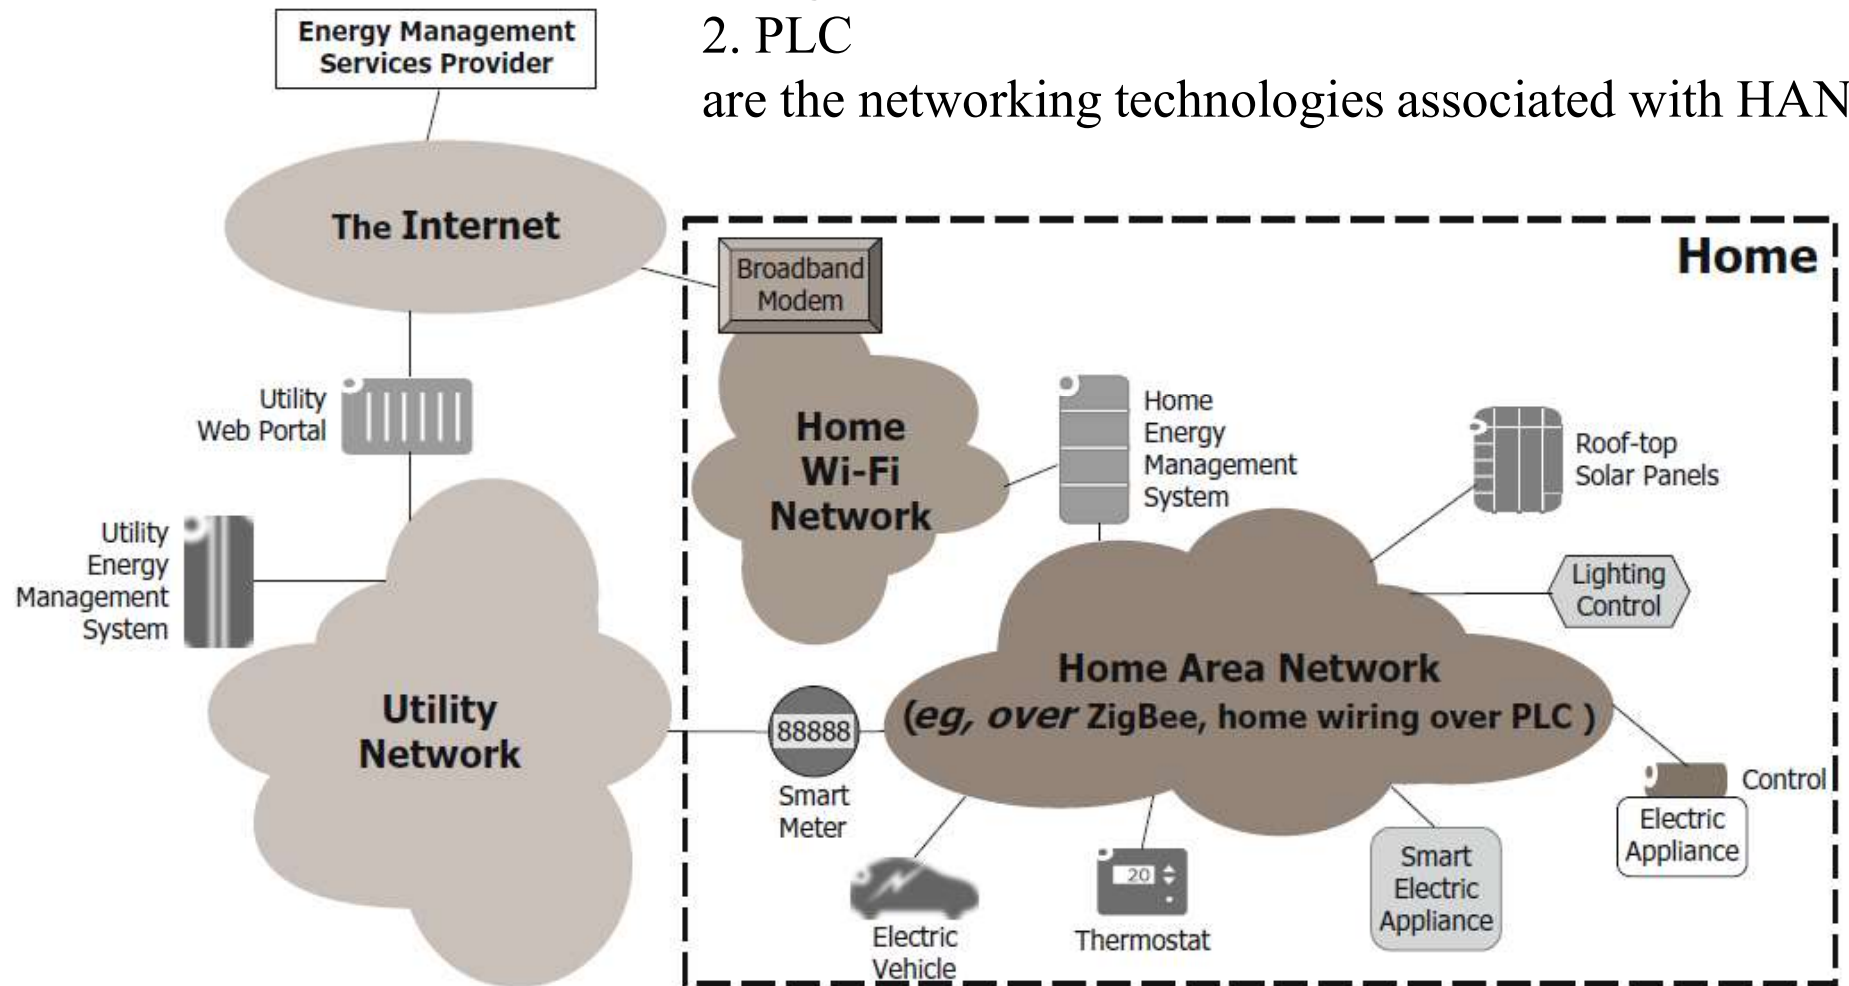 2. PLC
are the networking technologies associated with HAN
Energy Management
Services Provider
The Internet
Home
Broadband
Modem
Utility
Web Portal
Home
Wi-Fi
Network
Home
Energy
Management
System
Roof-top
Solar Panels
Utility
Energy
Management
System
Lighting
Control
Home Area Network
(eg, over ZigBee, home wiring over PLC )
Utility
Network
88888
Smart
Meter
Control
Electric
Appliance
Electric
Vehicle
20
Thermostat
Smart
Electric
Appliance